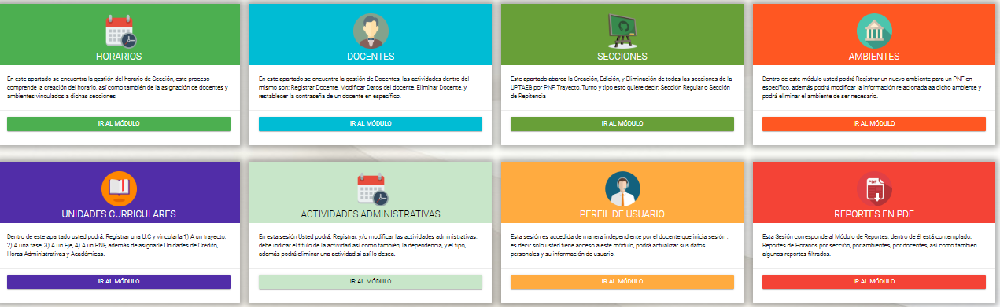 HORARIOS
En este apartado se encuentra la gestión del horario de Sección, este proceso
comprende la creación del horario, así como también de la asignación de docentes y
ambientes vinculados a dichas secciones
IR AL MÓDULO
DOCENTES
En este apartado se encuentra la gestión de Docentes, las actividades dentro del
mismo son: Registrar Docente, Modificar Datos del docente, Eliminar Docente, y
restablecer la contraseña de un docente en específico.
IR AL MÓDULO
SECCIONES
Este apartado abarca la Creación, Edición, y Eliminación de todas las secciones de la
UPTAEB por PNF, Trayecto, Turno y tipo esto quiere decir: Sección Regular o Sección
de Repitencia
IR AL MÓDULO
AMBIENTES
Dentro de este módulo usted podrá Registrar un nuevo ambiente para un PNF en
específico, además podrá modificar la información relacionada aa dicho ambiente y
podrá eliminar el ambiente de ser necesario.
IR AL MÓDULO
UNIDADES CURRICULARES
Dentro de este apartado usted podrá: Registrar una U.C y vincularla 1) A un trayecto,
2) A una fase, 3) A un Eje, 4) A un PNF, además de asignarle Unidades de Crédito,
Horas Administrativas y Académicas.
IR AL MÓDULO
ACTIVIDADES ADMINISTRATIVAS
En esta sesión Usted podrá: Registrar, y/o modificar las actividades administrativas,
debe indicar el título de la actividad así como también, la dependencia, y el tipo,
además podrá eliminar una actividad si así lo desea.
IR AL MÓDULO
PERFIL DE USUARIO
Esta sesión es accedida de manera independiente por el docente que inicia sesión ,
es decir solo usted tiene acceso a este módulo, podrá actualizar sus datos
personales y su información de usuario.
IR AL MÓDULO
PDF
REPORTES EN PDF
Esta Sesión corresponde al Módulo de Reportes, dentro de él está contemplado:
Reportes de Horarios por sección, por ambientes, por docentes, así como también
algunos reportes filtrados.
IR AL MÓDULO